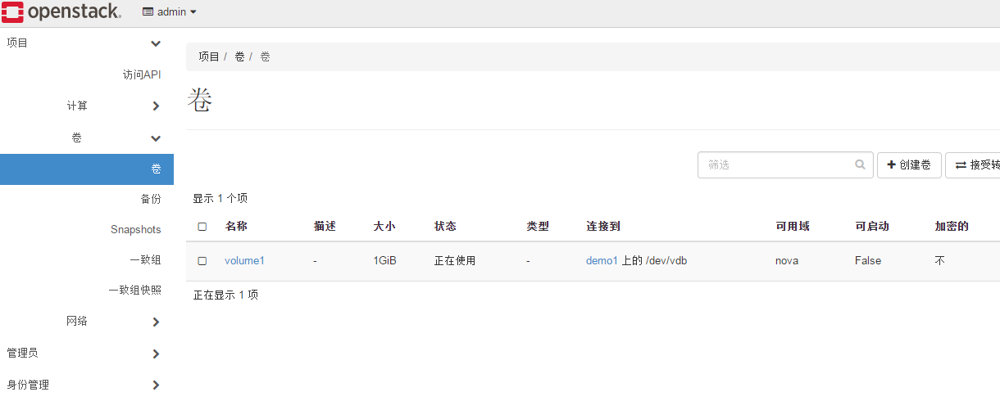 openstack. admin
项目
访问API
计算
卷
卷
备份
Snapshots
一致组
一致组快照
网络
管理员
身份管理
项目 / 卷 / 卷
卷
筛选 创建卷 接受转
显示 1 个项
名称 描述 大小 状态 类型 连接到 可用域 可启动 加密的
volume1 - 1GiB 正在使用 - demo1 上的 /dev/vdb nova False 不
正在显示 1 项